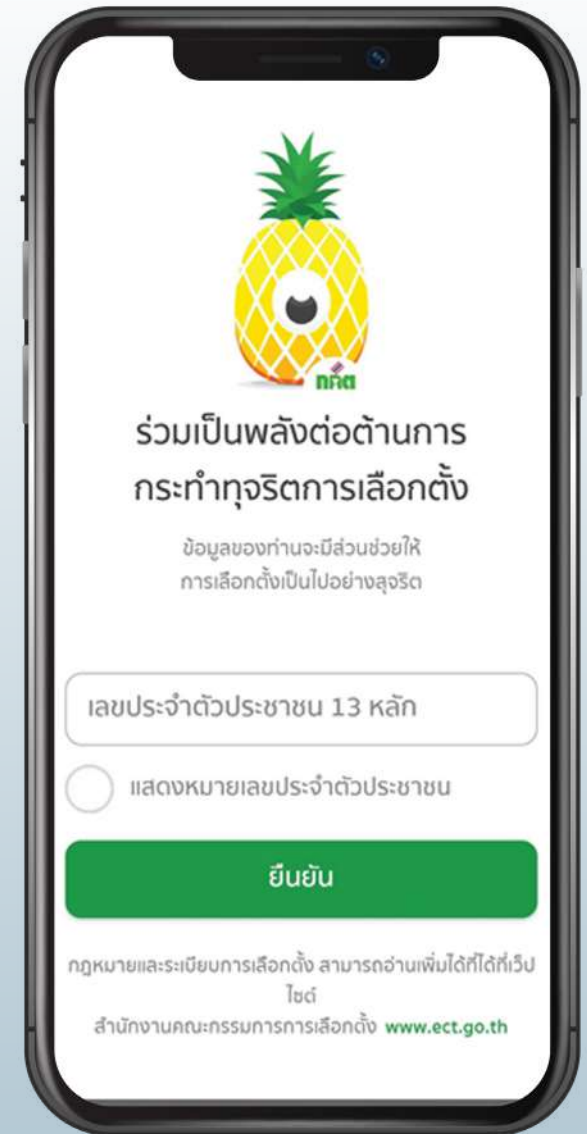 กกต
ร่วมเป็นพลังต่อต้านการ
กระทำทุจริตการเลือกตั้ง
ข้อมูลของท่านจะมีส่วนช่วยให้
การเลือกตั้งเป็นไปอย่างสุจริต
เลขประจำตัวประชาชน 13 หลัก
แสดงหมายเลขประจำตัวประชาชน
ยืนยัน
กฎหมายและระเบียบการเลือกตั้ง สามารถอ่านเพิ่มได้ที่ได้ที่เว็ป
ไซต์
สำนักงานคณะกรรมการการเลือกตั้ง www.ect.go.th